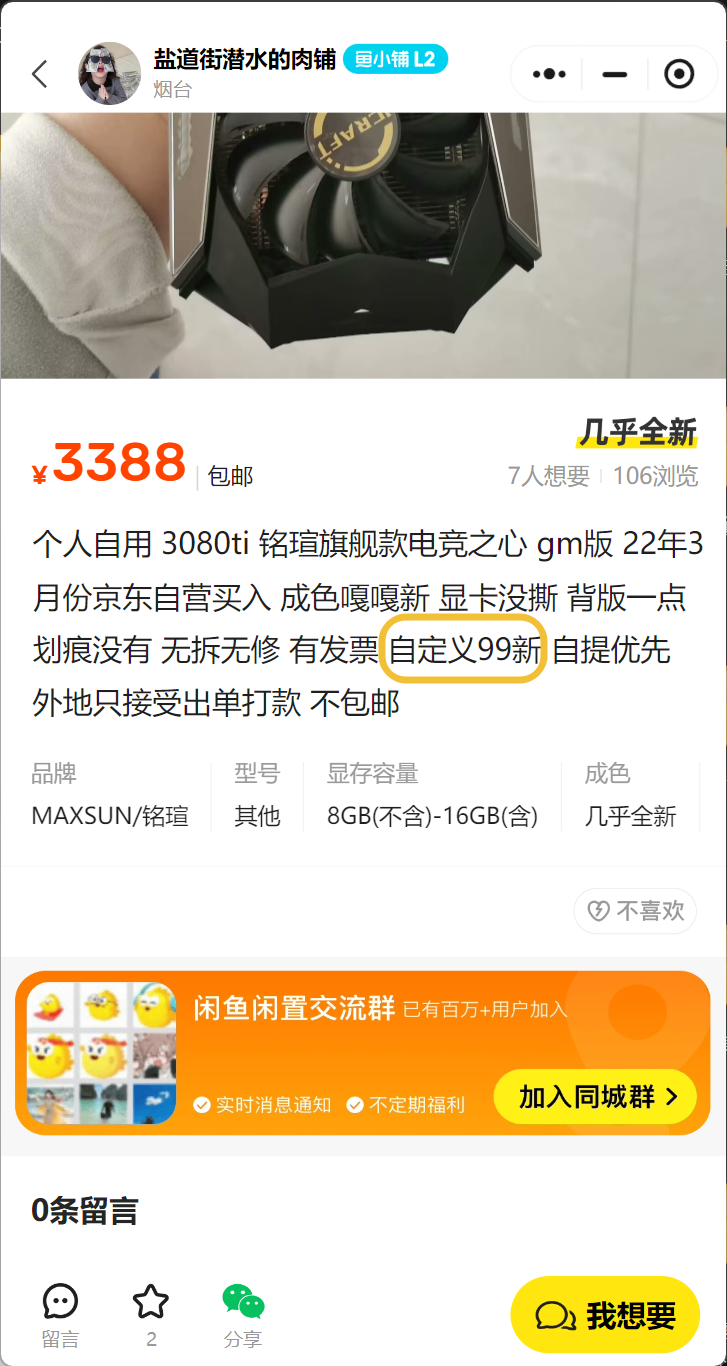 盐道街潜水的肉铺 鱼小铺 L2
烟台
CRAFT
几乎全新
¥3388 包邮
7人想要 106浏览
个人自用 3080ti 铭瑄旗舰款电竞之心 gm版 22年3
月份京东自营买入 成色嘎嘎新 显卡没撕 背版一点
划痕没有 无拆无修 有发票 自定义99新 自提优先
外地只接受出单打款 不包邮
品牌 型号 显存容量 成色
MAXSUN/铭瑄 其他 8GB(不含)-16GB(含) 几乎全新
不喜欢
闲鱼闲置交流群 已有百万+用户加入
实时消息通知 不定期福利
加入同城群
0条留言
留言 2 分享
我想要